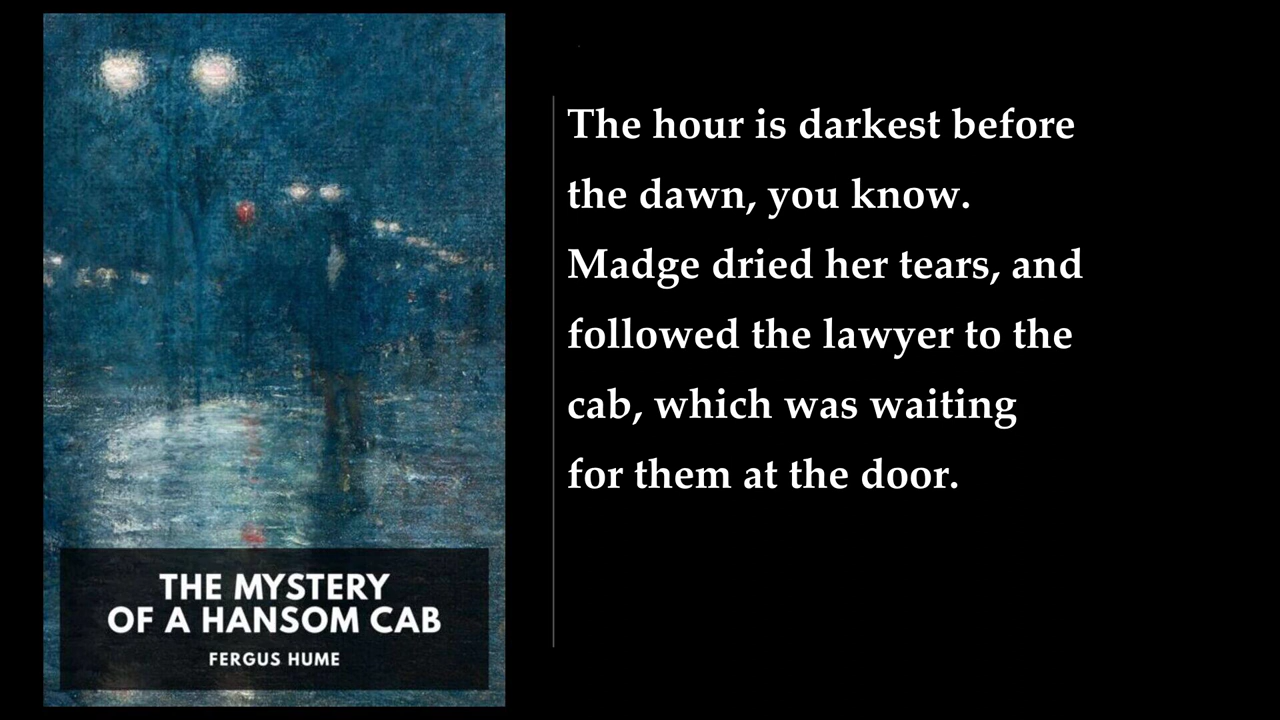 The hour is darkest before
the dawn, you know.
Madge dried her tears, and
followed the lawyer to the
cab, which was waiting
for them at the door.
THE MYSTERY
OF A HANSOM CAB
FERGUS HUME